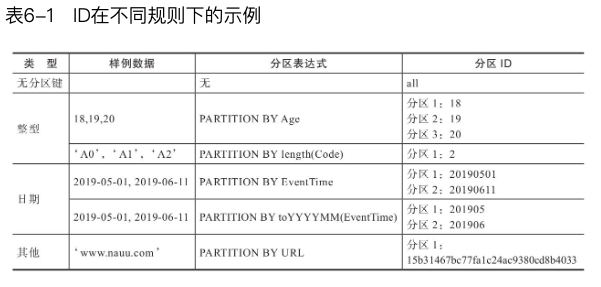 表6–1 ID在不同规则下的示例
类 型 样例数据 分区表达式 分区 ID
无分区键 无 all
整型 18,19,20 PARTITION BY Age 分区 1：18
分区 2：19
分区 3：20
‘A0’，‘A1’，‘A2’ PARTITION BY length(Code) 分区 1：2
日期 2019-05-01, 2019-06-11 PARTITION BY EventTime 分区 1：20190501
分区 2：20190611
2019-05-01, 2019-06-11 PARTITION BY toYYYYMM(EventTime) 分区 1：201905
分区 2：201906
其他 ‘www.nauu.com’ PARTITION BY URL 分区 1：
15b31467bc77fa1c24ac9380cd8b4033